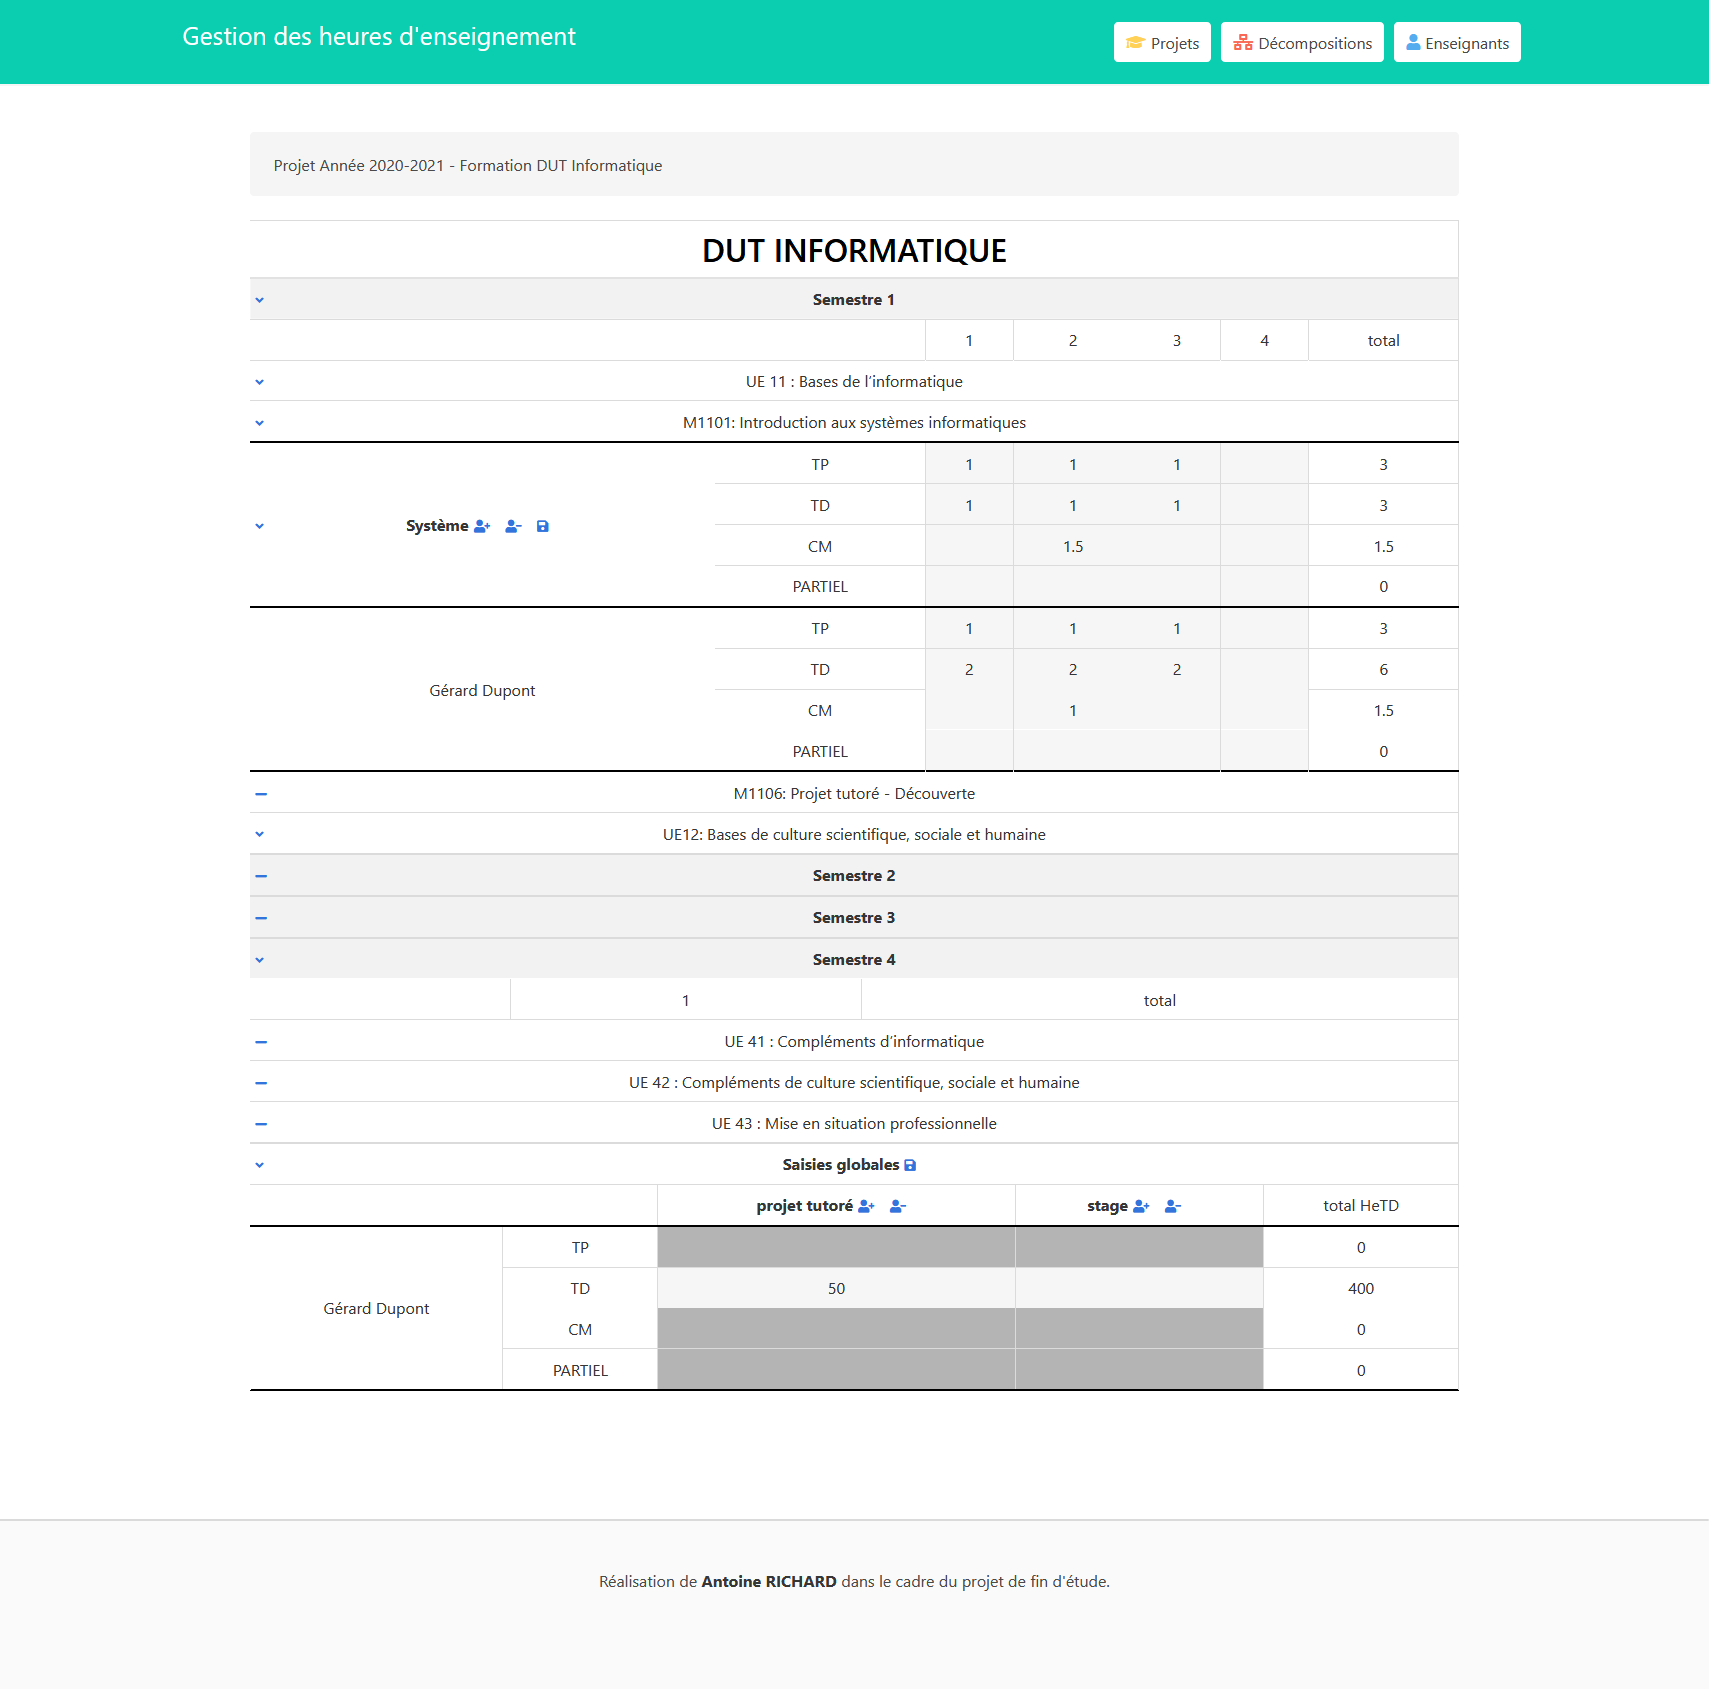 Gestion des heures d'enseignement
Projets Décompositions Enseignants
Projet Année 2020-2021 - Formation DUT Informatique
DUT INFORMATIQUE
Semestre 1
1 2 3 4 total
UE 11 : Bases de l’informatique
M1101: Introduction aux systèmes informatiques
Système
TP 1 1 1 3
TD 1 1 1 3
CM 1.5 1.5
PARTIEL 0
Gérard Dupont
TP 1 1 1 3
TD 2 2 2 6
CM 1 1.5
PARTIEL 0
M1106: Projet tutoré - Découverte
UE12: Bases de culture scientifique, sociale et humaine
Semestre 2
Semestre 3
Semestre 4
1 total
UE 41 : Compléments d’informatique
UE 42 : Compléments de culture scientifique, sociale et humaine
UE 43 : Mise en situation professionnelle
Saisies globales
projet tutoré stage total HeTD
Gérard Dupont
TP 0
TD 50 400
CM 0
PARTIEL 0
Réalisation de Antoine RICHARD dans le cadre du projet de fin d'étude.